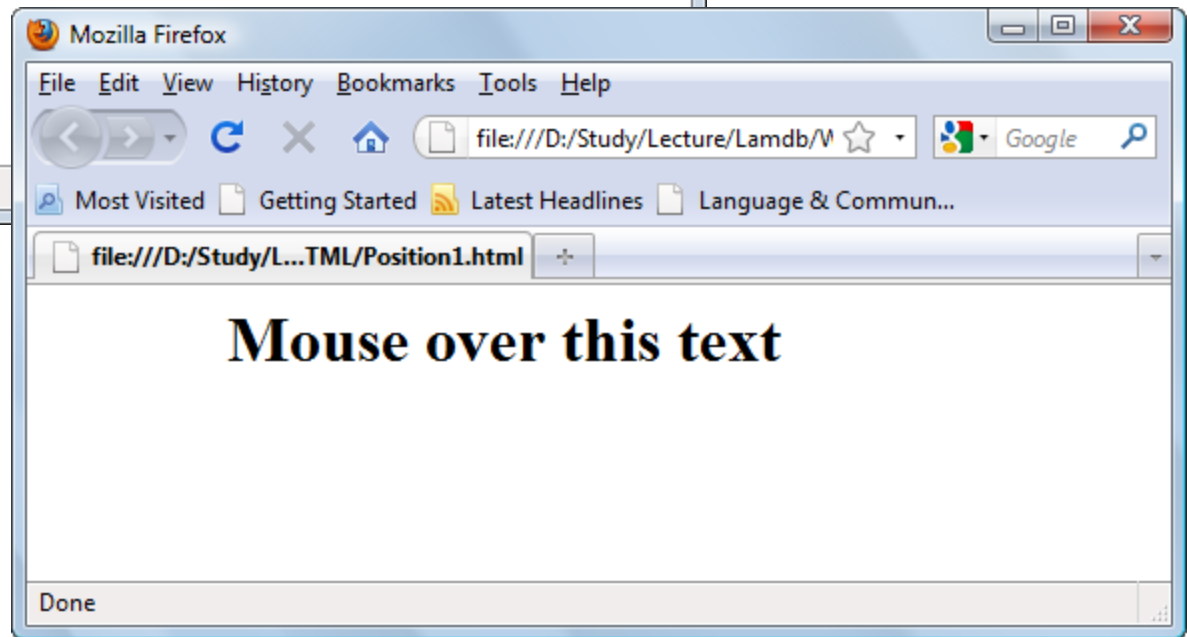 Mozilla Firefox
File Edit View History Bookmarks Tools Help
file:///D:/Study/Lecture/Lamdb/W Google
Most Visited Getting Started Latest Headlines Language & Commun...
file:///D:/Study/L...TML/Position1.html
Mouse over this text
Done